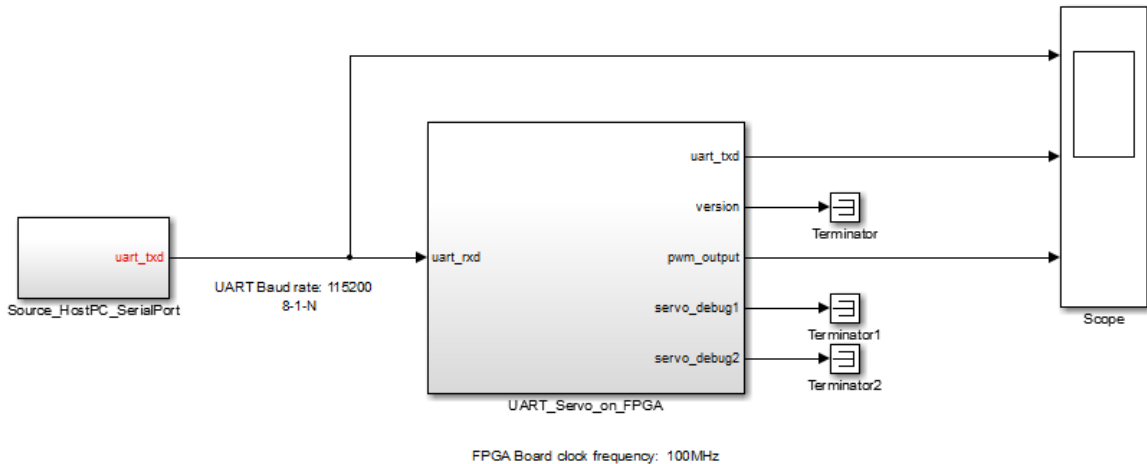 uart_txd
version
Terminator
uart_txd
uart_rxd
pwm_output
UART Baud rate: 115200
8-1-N
Source_HostPC_SerialPort
servo_debug1
Terminator1
Scope
servo_debug2
Terminator2
UART_Servo_on_FPGA
FPGA Board clock frequency: 100MHz